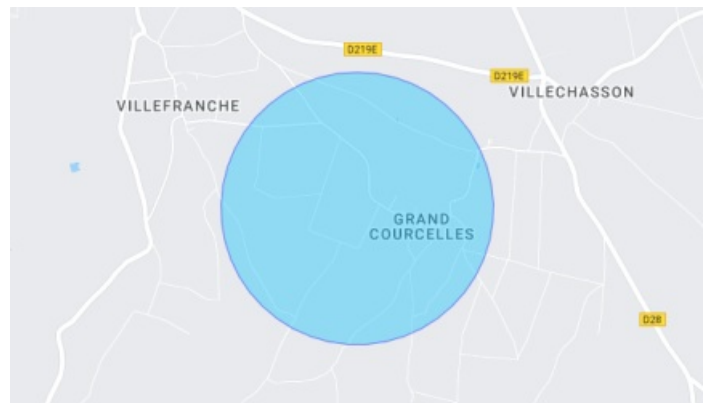 D219E
D219E
VILLECHASSON
VILLEFRANCHE
GRAND
COURCELLES
D28